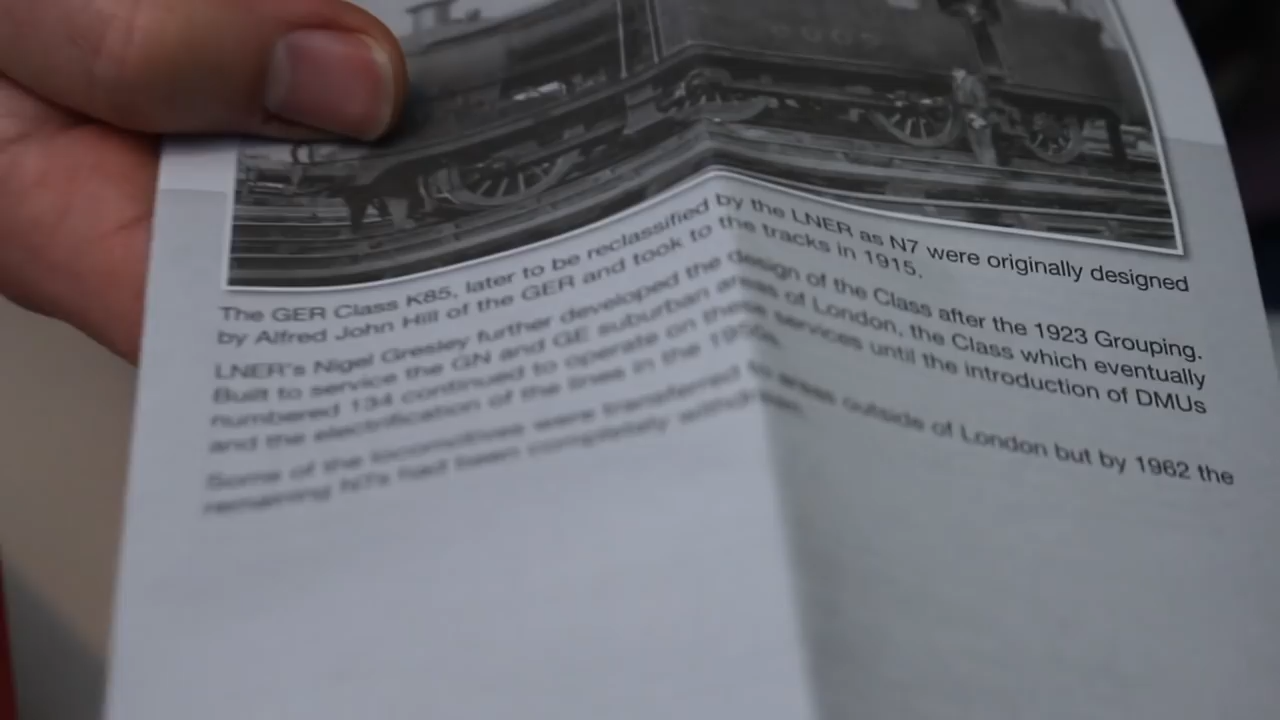 The GER Class K85, later to be reclassified by the LNER as N7 were originally designed
by Alfred John Hill of the GER and took to the tracks in 1915.
LNER's Nigel Gresley further developed the design of the Class after the 1923 Grouping.
Built to service the GN and GE suburban areas of London, the Class which eventually
numbered 134 continued to operate on these services until the introduction of DMUs
and the electrification of the lines in the 1950s.
Some of the locomotives were transferred to areas outside of London but by 1962 the
remaining N7s had been completely withdrawn.